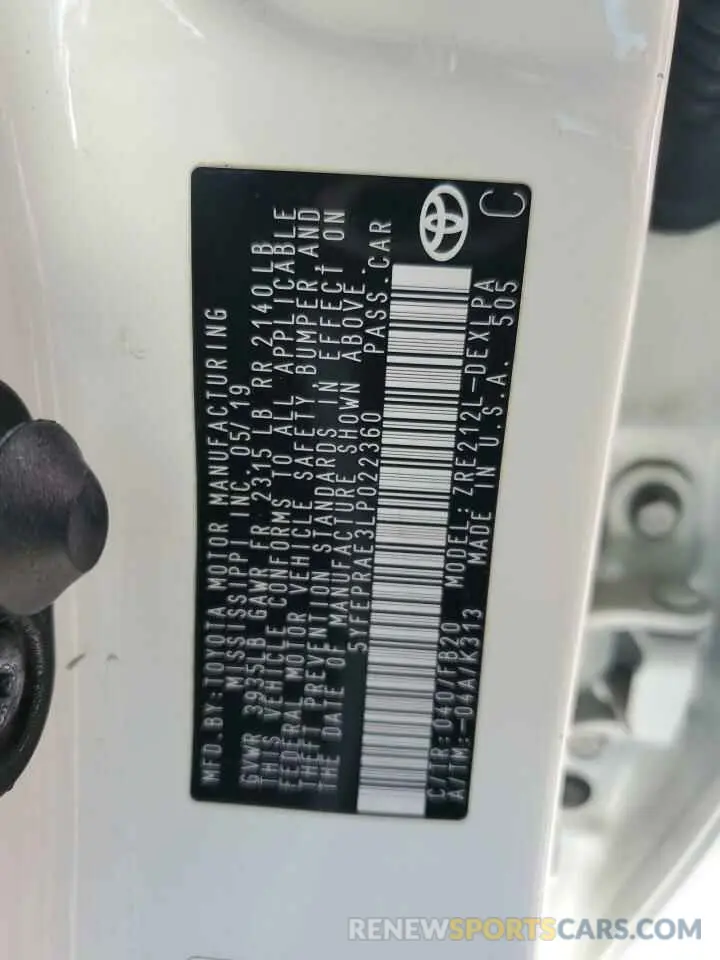 MFD.BY:TOYOTA MOTOR MANUFACTURING
MISSISSIPPI INC. 05/19
GVWR 3935LB GAWR FR 2315 LB RR 2140LB
THIS VEHICLE CONFORMS TO ALL APPLICABLE
FEDERAL MOTOR VEHICLE SAFETY, BUMPER, AND
THEFT PREVENTION STANDARDS IN EFFECT ON
THE DATE OF MANUFACTURE SHOWN ABOVE.
5YFEPRAE3LP022360 PASS.CAR
C/TR:040/FB20 MODEL:ZRE212L-DEXLPA
A/TM:-04A/K313 MADE IN U.S.A. 505
C
RENEWSPORTSCARS.COM